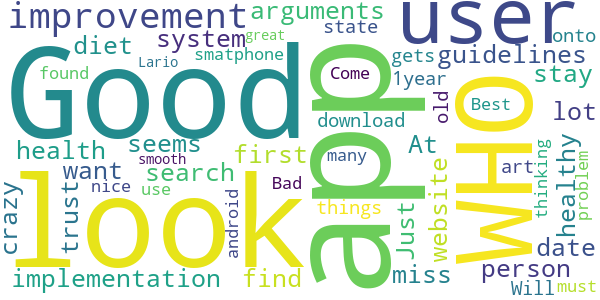 improvement
arguments
user
diet
system
state
great
onto
smatphone
guidelines
found
Lario
Come
gets
1year
stay
Good
app
WHO
Best
old
lot
download
health
seems
first
many
At
healthy
thinking
problem
want
search
smooth
art
nice
use
Bad
look
crazy
trust
android
things
Just
website
date
miss
person
implementation
find
Will
must